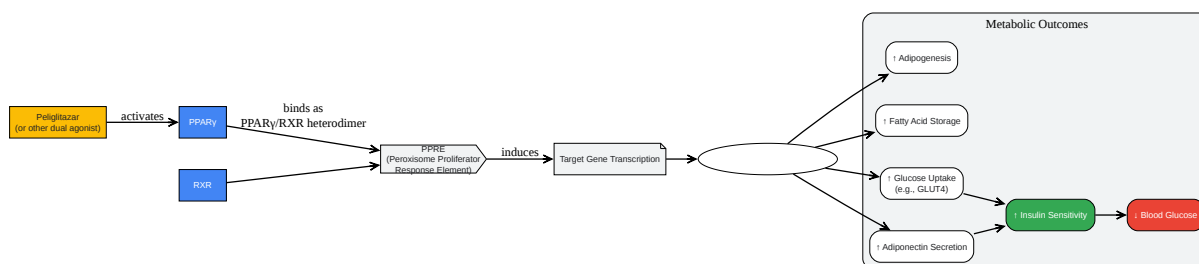 Metabolic Outcomes
↑ Adipogenesis
Peliglitazar
(or other dual agonist)
activates
PPARγ
binds as
PPARγ/RXR heterodimer
↑ Fatty Acid Storage
PPRE
(Peroxisome Proliferator
Response Element)
induces
Target Gene Transcription
RXR
↑ Glucose Uptake
(e.g., GLUT4)
↑ Insulin Sensitivity
↓ Blood Glucose
↑ Adiponectin Secretion